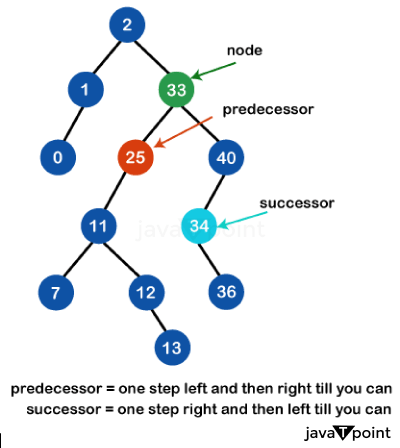 2
node
1
33
predecessor
0
25
40
successor
11
34
javaTpoint
7
12
36
13
predecessor = one step left and then right till you can
successor = one step right and then left till you can
javaTpoint